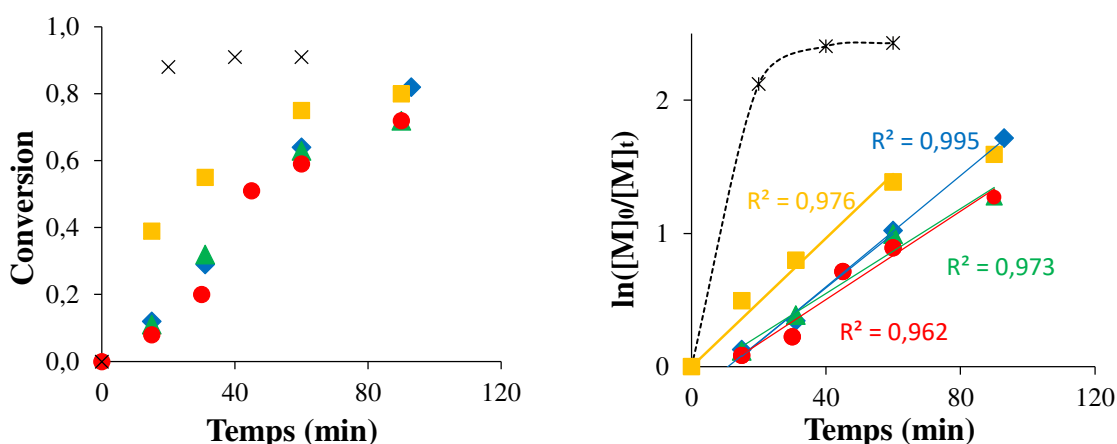 Conversion
1,0
0,8
0,6
0,4
0,2
0,0
0
40
80
120
Temps (min)
ln([M]0/[M]t)
2
1
0
R² = 0,995
R² = 0,976
R² = 0,973
R² = 0,962
0
40
80
120
Temps (min)